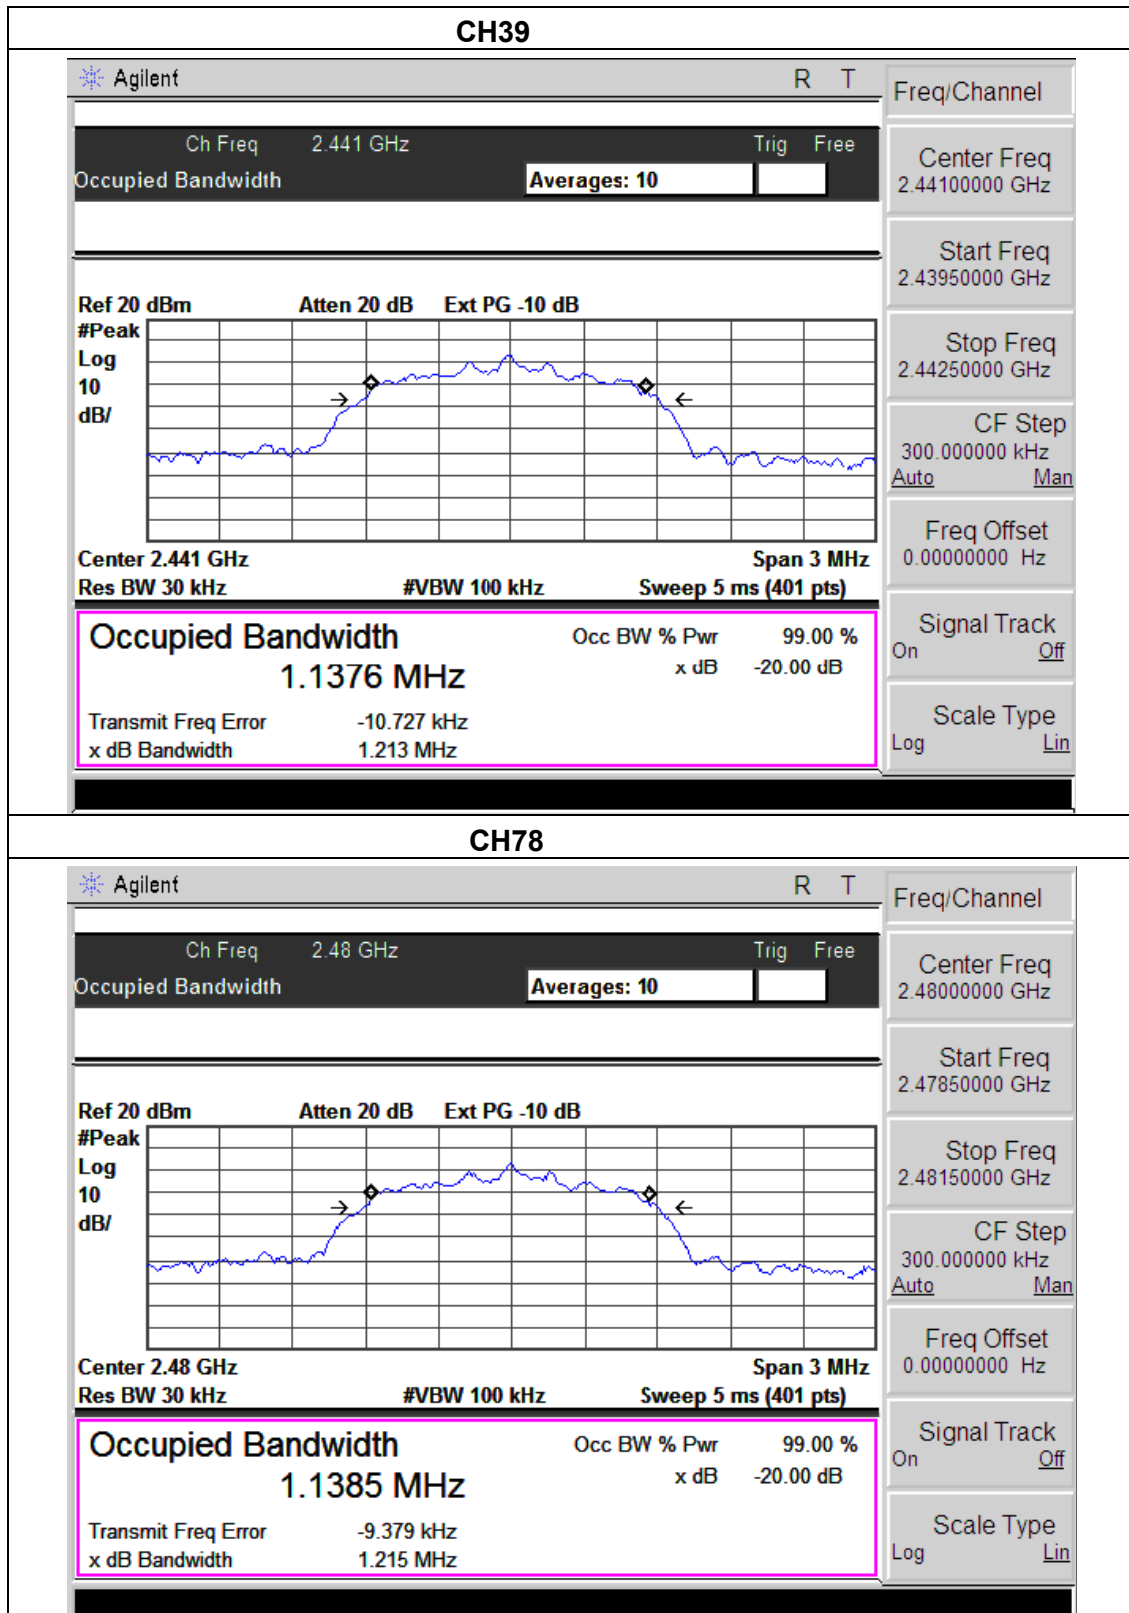 CH39
Agilent R T
Freq/Channel
Ch Freq 2.441 GHz Trig Free
Occupied Bandwidth Averages: 10
Center Freq
2.44100000 GHz
Start Freq
2.43950000 GHz
Stop Freq
2.44250000 GHz
CF Step
300.000000 kHz
Auto Man
Freq Offset
0.00000000 Hz
Signal Track
On Off
Scale Type
Log Lin
Ref 20 dBm Atten 20 dB Ext PG -10 dB
#Peak
Log
10
dB/
Center 2.441 GHz Span 3 MHz
Res BW 30 kHz #VBW 100 kHz Sweep 5 ms (401 pts)
Occupied Bandwidth Occ BW % Pwr 99.00 %
1.1376 MHz x dB -20.00 dB
Transmit Freq Error -10.727 kHz
x dB Bandwidth 1.213 MHz
CH78
Agilent R T
Freq/Channel
Ch Freq 2.48 GHz Trig Free
Occupied Bandwidth Averages: 10
Center Freq
2.48000000 GHz
Start Freq
2.47850000 GHz
Stop Freq
2.48150000 GHz
CF Step
300.000000 kHz
Auto Man
Freq Offset
0.00000000 Hz
Signal Track
On Off
Scale Type
Log Lin
Ref 20 dBm Atten 20 dB Ext PG -10 dB
#Peak
Log
10
dB/
Center 2.48 GHz Span 3 MHz
Res BW 30 kHz #VBW 100 kHz Sweep 5 ms (401 pts)
Occupied Bandwidth Occ BW % Pwr 99.00 %
1.1385 MHz x dB -20.00 dB
Transmit Freq Error -9.379 kHz
x dB Bandwidth 1.215 MHz